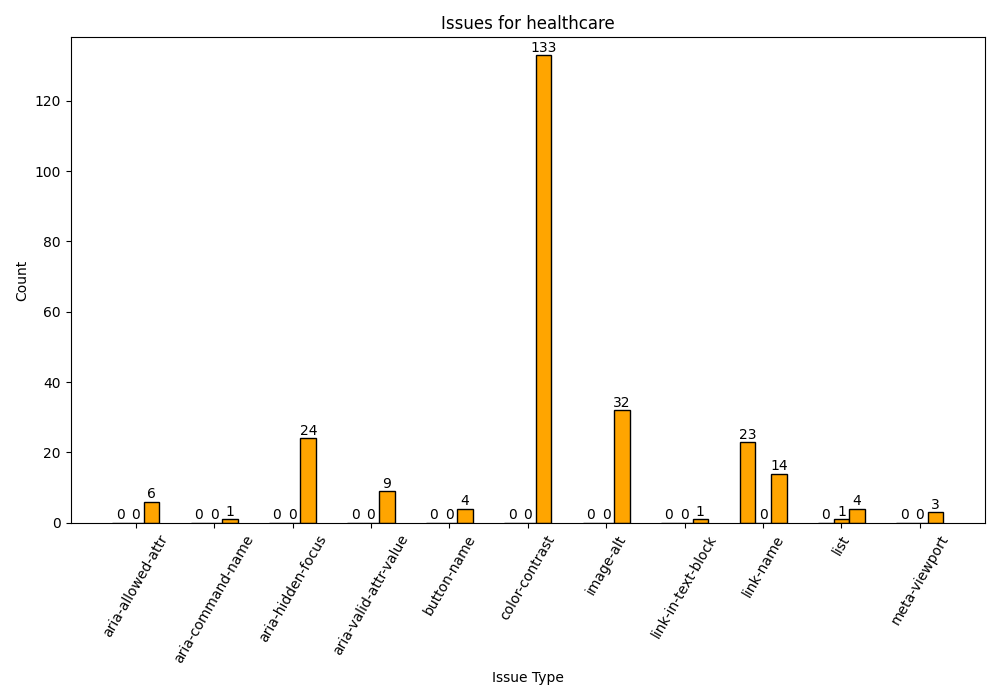 Issues for healthcare
Count
120
100
80
60
40
20
0
0 0 6
0 0 1
0 0 24
0 0 9
0 0 4
0 0 133
0 0 32
0 0 1
23 0 14
0 1 4
0 0 3
aria-allowed-attr
aria-command-name
aria-hidden-focus
aria-valid-attr-value
button-name
color-contrast
image-alt
link-in-text-block
link-name
list
meta-viewport
Issue Type